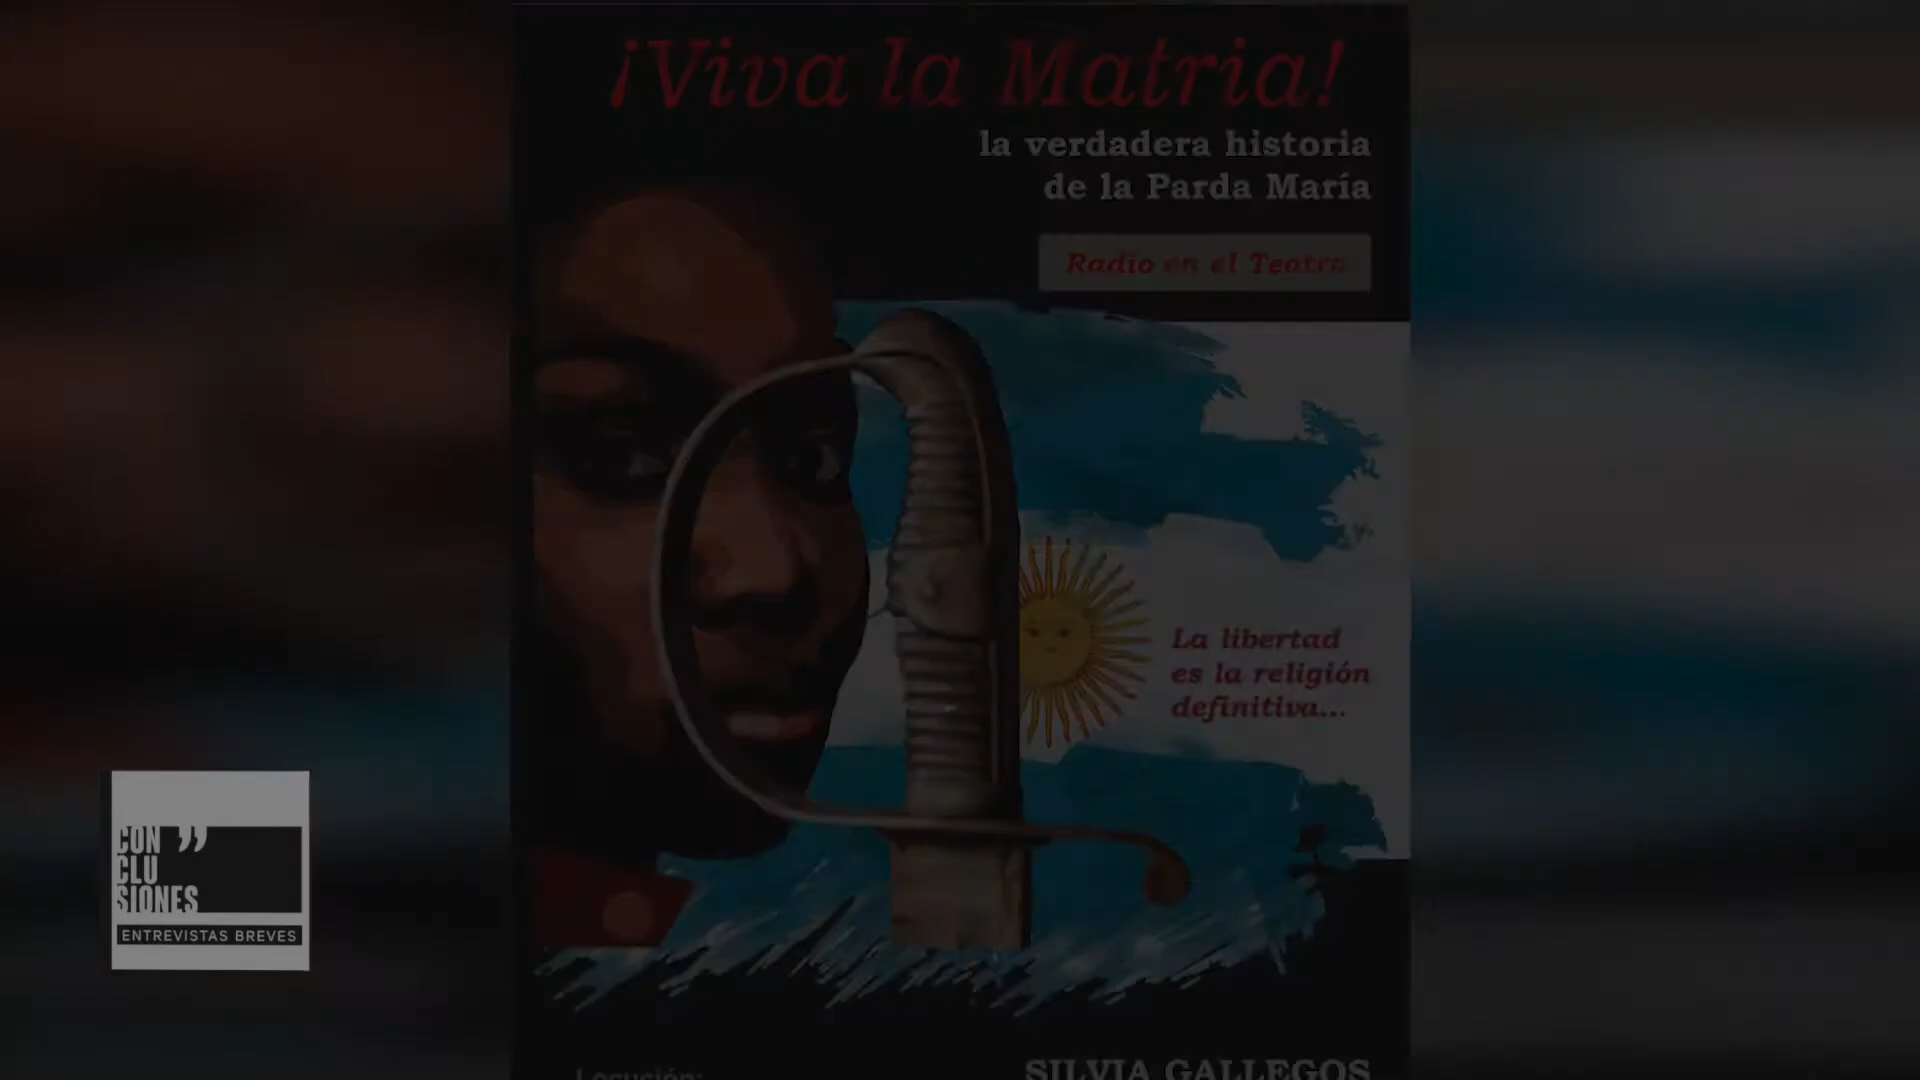 ¡Viva la Matria!
la verdadera historia
de la Parda María
Radio en el Teatro
La libertad
es la religión
definitiva...
CON ”
CLU
SIONES
ENTREVISTAS BREVES
Locución:
SILVIA GALLEGOS